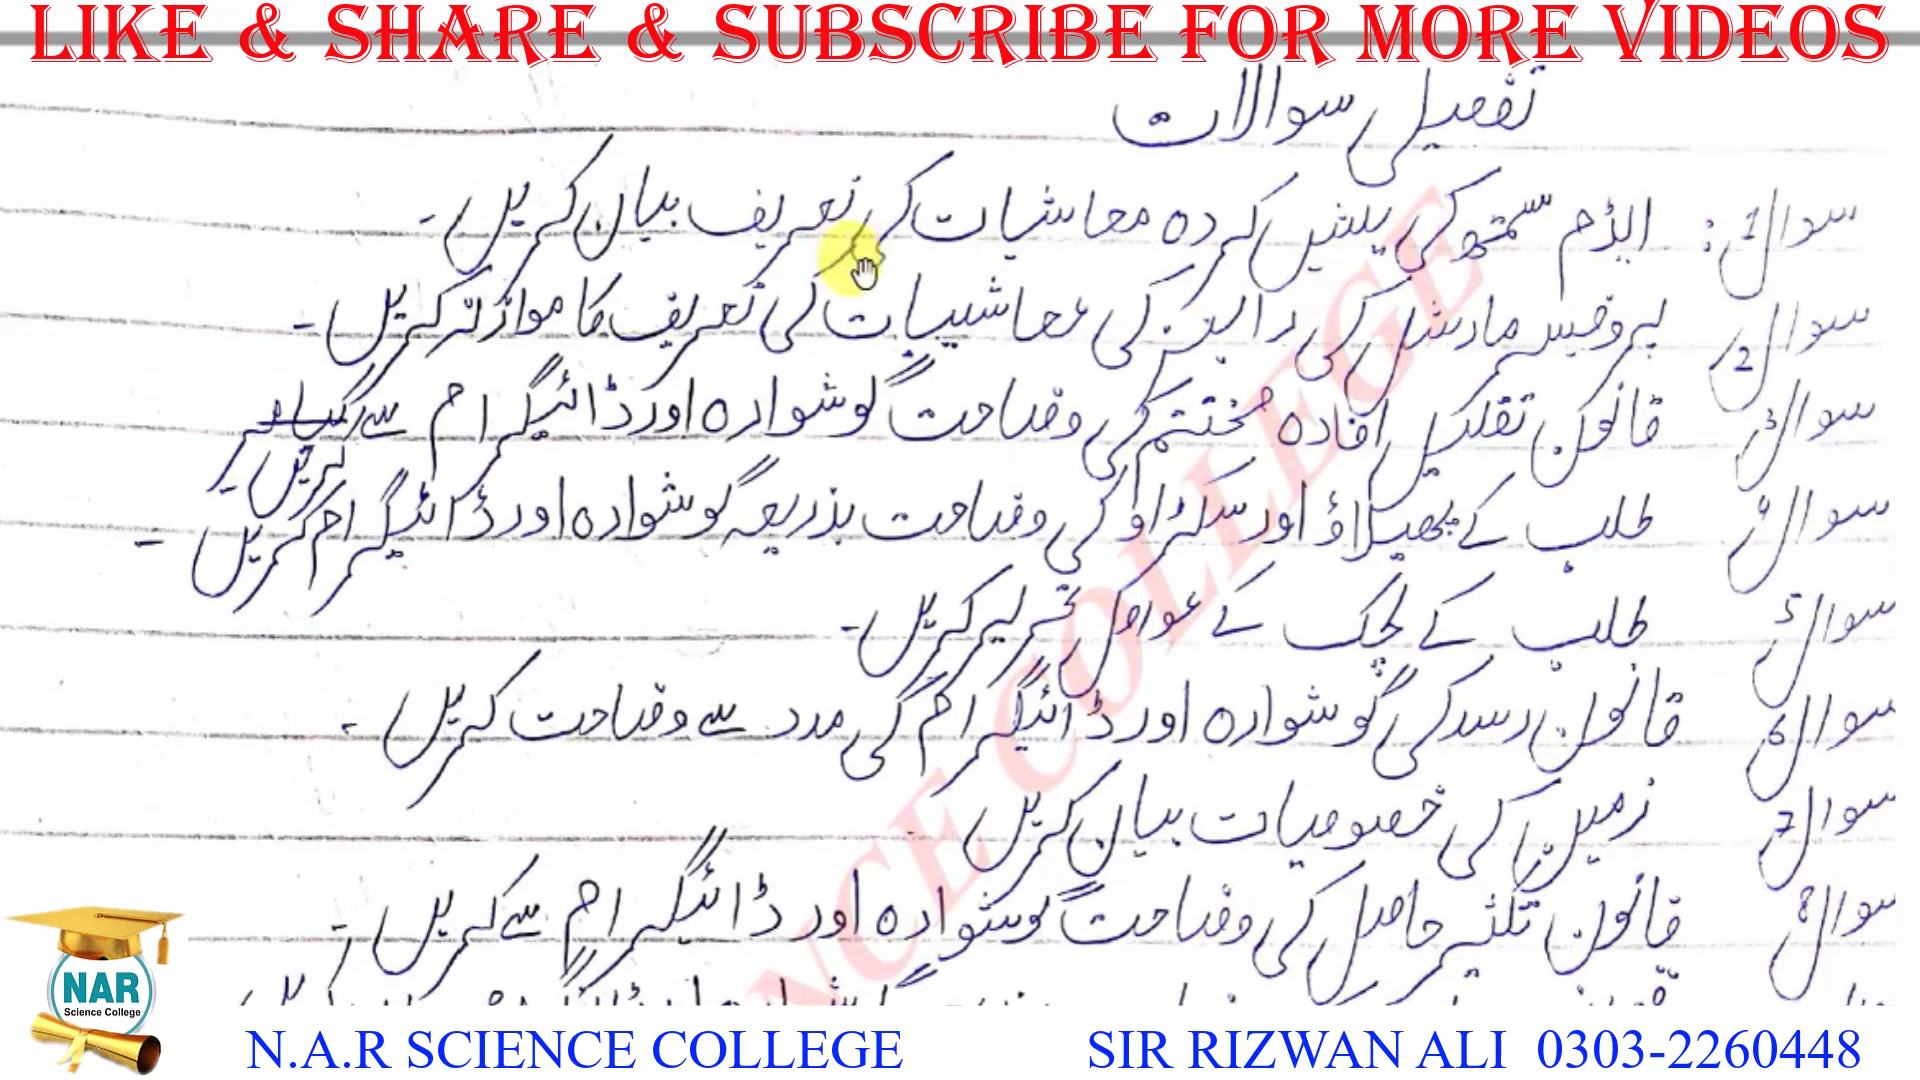 LIKE & SHARE & SUBSCRIBE FOR MORE VIDEOS
تفصیلی سوالات
سوال 1: ایڈم سمتھ کی پیش کردہ معاشیات کی تعریف بیان کریں۔
سوال 2 پروفیسر مارشل کی رابنز کی معاشیات کی تعریف کا موازنہ کریں۔
سوال 3 قانون تقلیل افادہ مختتم کی وضاحت گوشوارہ اور ڈائیگرام سے
کریں۔
سوال 4 طلب کے پھیلاؤ اور سکڑاو کی وضاحت بذریعہ گوشوارہ اور ڈائیگرام کریں۔
سوال 5 طلب کے لچک کے عوامل تحریر کریں۔
سوال 6 قانون رسد کی گوشوارہ اور ڈائیگرام کی مدد سے وضاحت کریں۔
سوال 7 زمین کی خصوصیات بیان کریں
سوال 8 قانون تکثیر حاصل کی وضاحت گوشوارہ اور ڈائیگرام سے کریں۔
NCE COLLEGE
NAR
Science College
N.A.R SCIENCE COLLEGE SIR RIZWAN ALI 0303-2260448